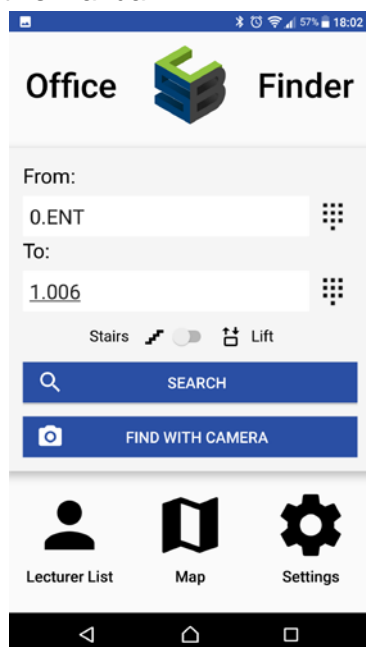 57% 18:02
Office Finder
From:
0.ENT
To:
1.006
Stairs Lift
SEARCH
FIND WITH CAMERA
Lecturer List Map Settings